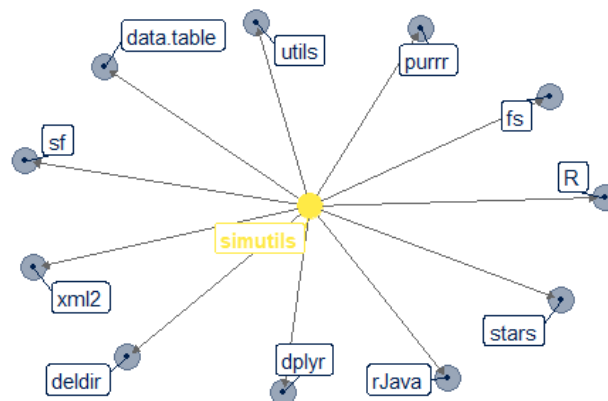 data.table
utils
purrr
fs
sf
R
simutils
xml2
stars
deldir
dplyr
rJava